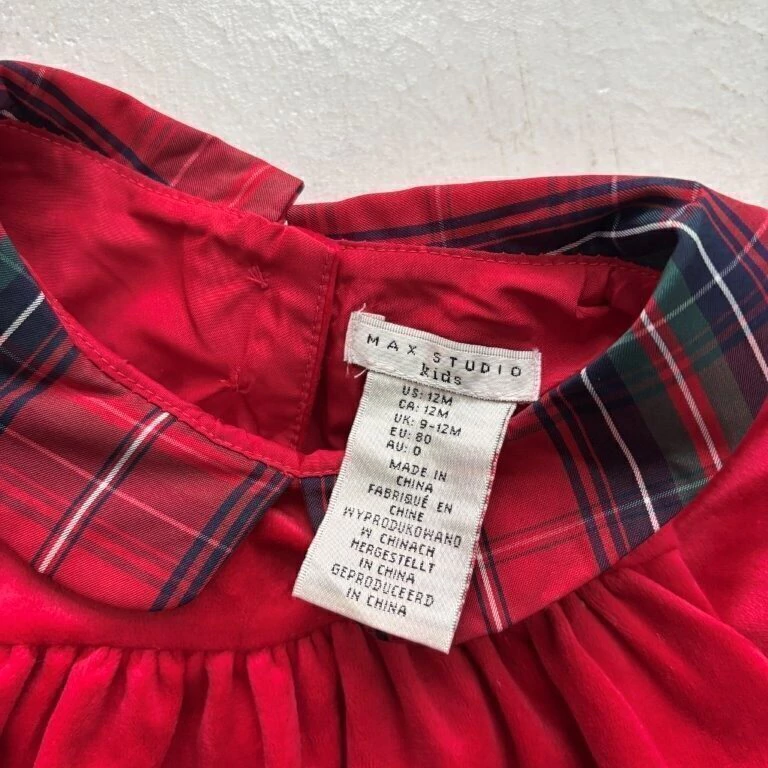 MAX STUDIO
kids
US: 12M
CA: 12M
UK: 9-12M
EU: 80
AU: 0
MADE IN
CHINA
FABRIQUÉ EN
CHINE
WYPRODUKOWANO
W CHINACH
HERGESTELLT
IN CHINA
GEPRODUCEERD
IN CHINA